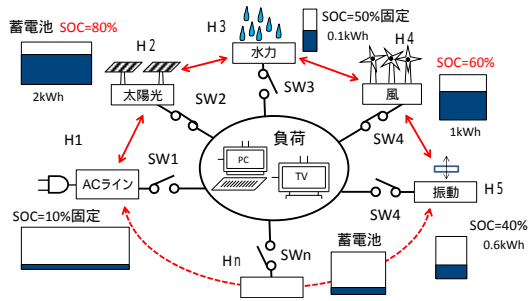 蓄電池 SOC=80%
H3
SOC=50%固定
0.1kWh
H2
水力
H4
SOC=60%
太陽光
SW2
SW3
風
2kWh
1kWh
負荷
SW4
H1
PC
TV
SW1
ACライン
振動
H5
SOC=10%固定
SW4
SOC=40%
Hn
SWn
蓄電池
0.6kWh